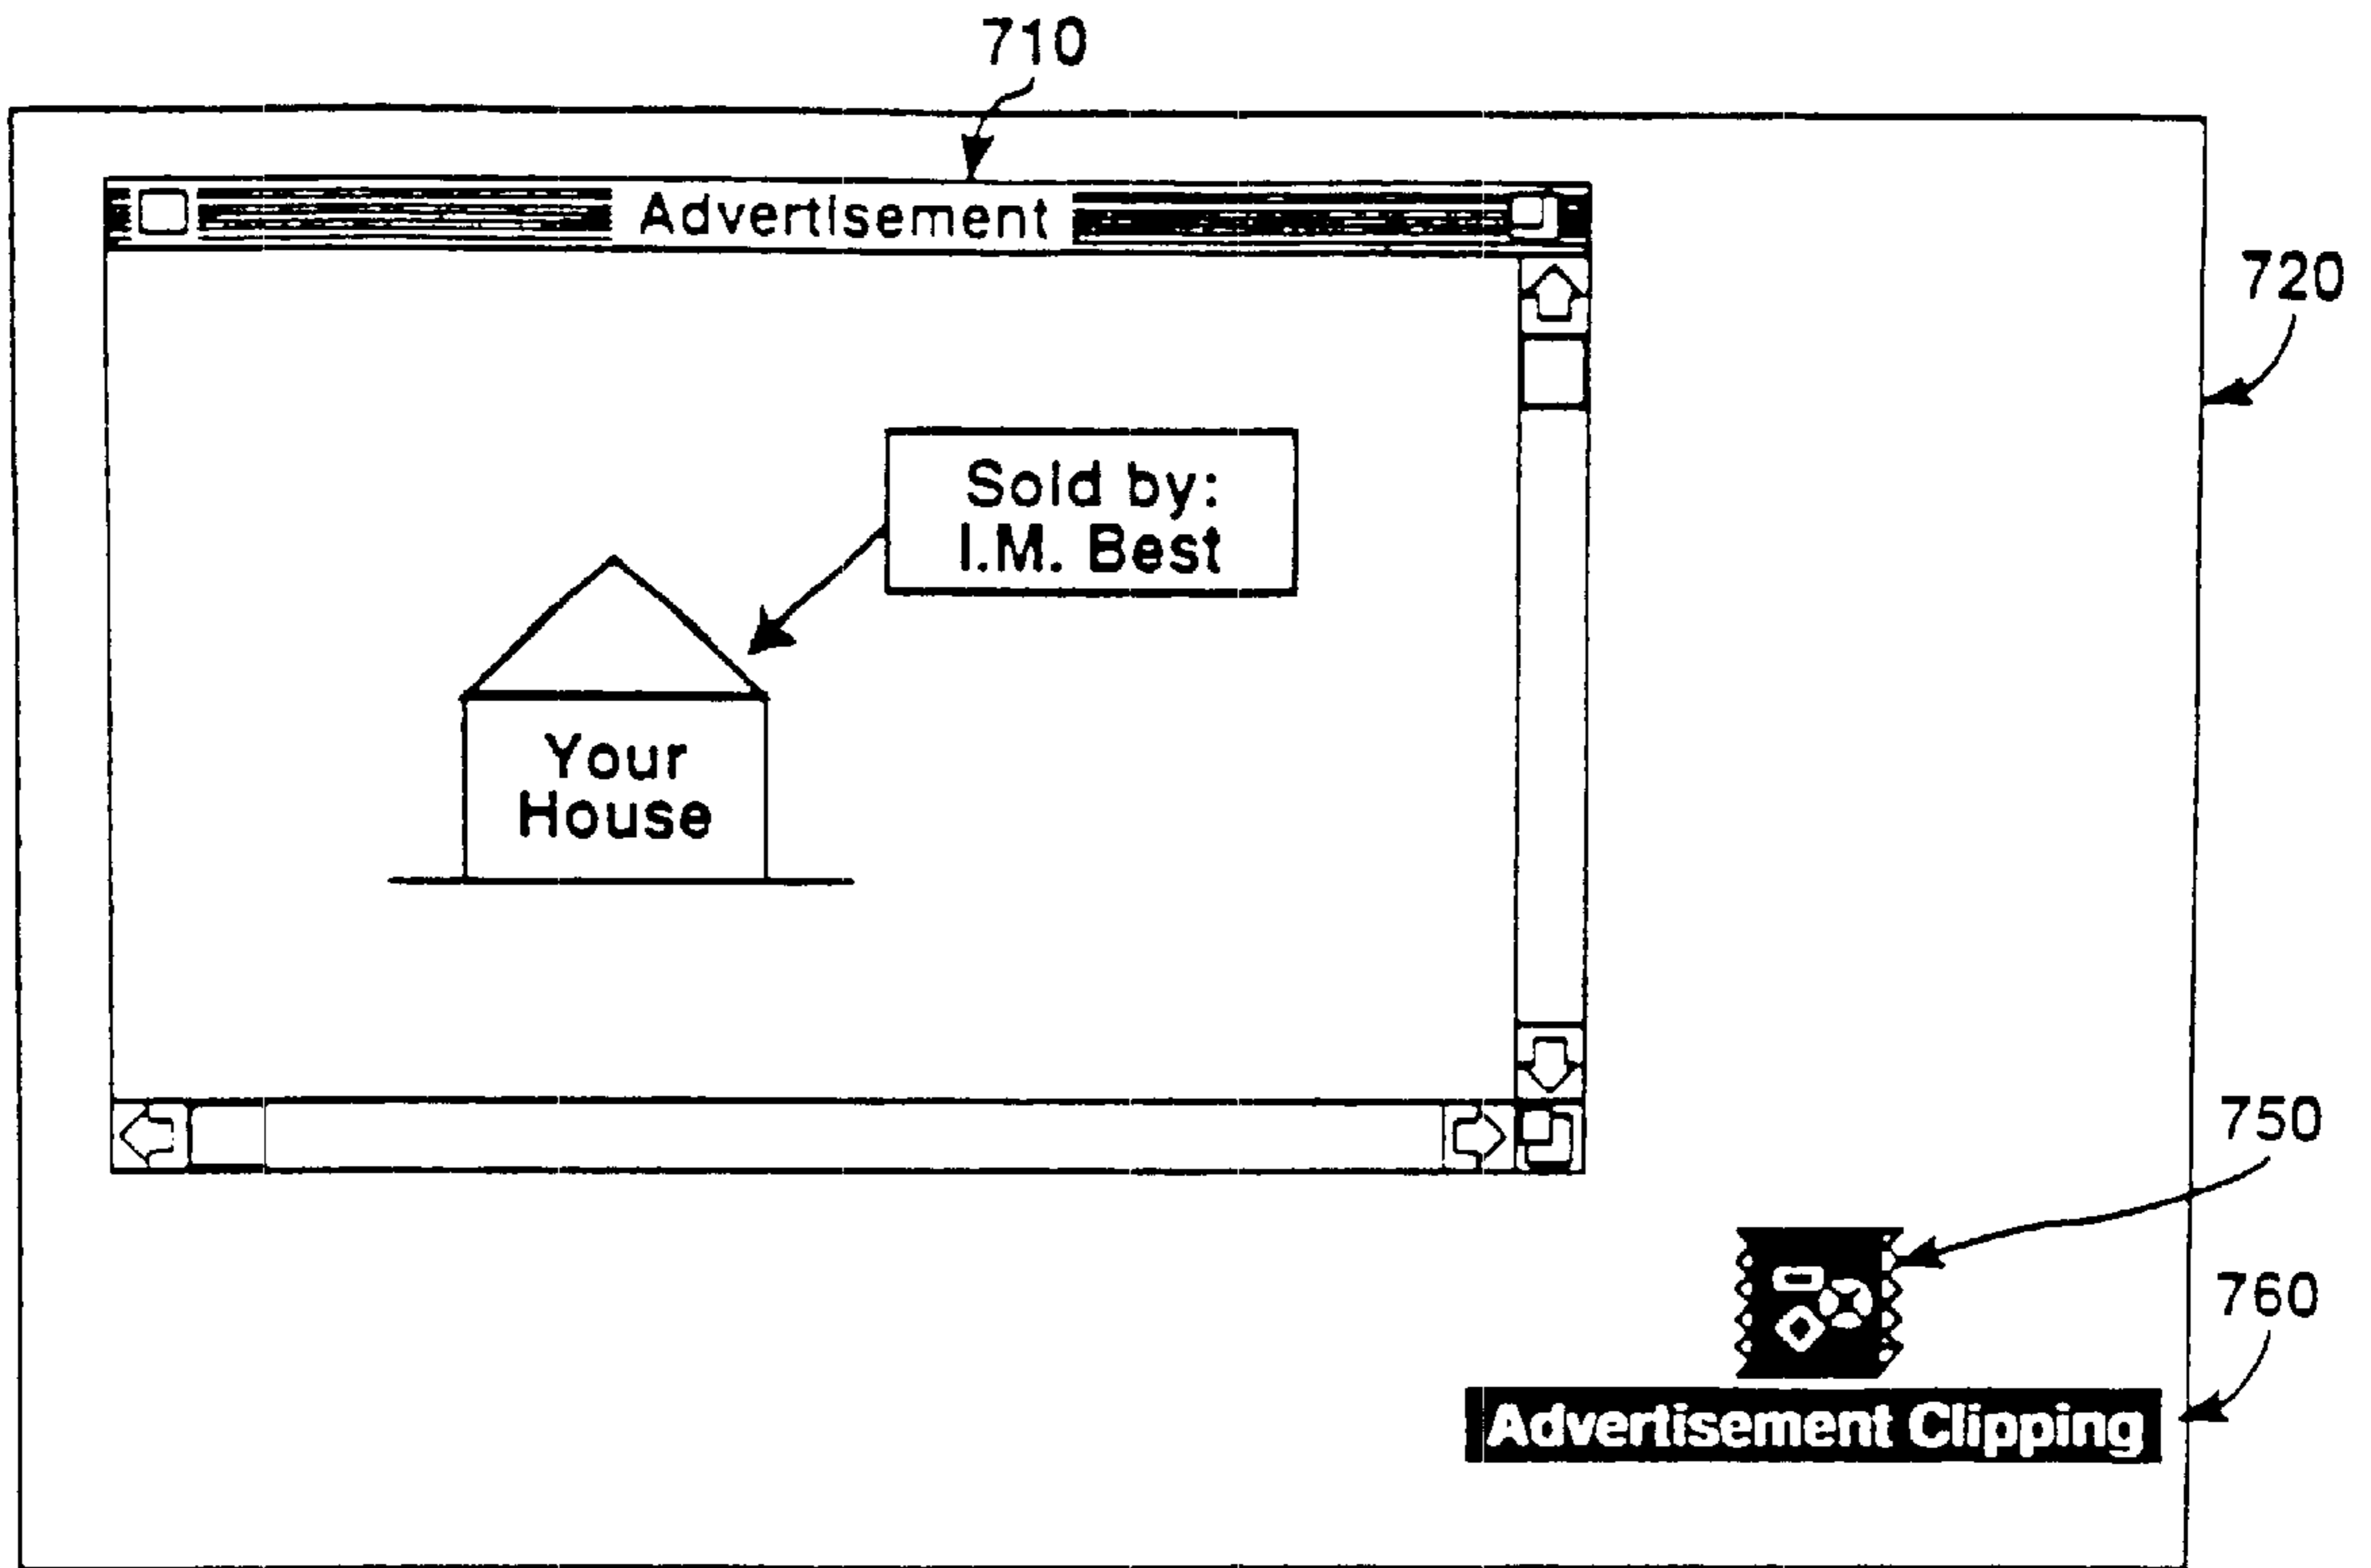 710
Advertisement
720
Sold by:
I.M. Best
Your
House
750
760
Advertisement Clipping